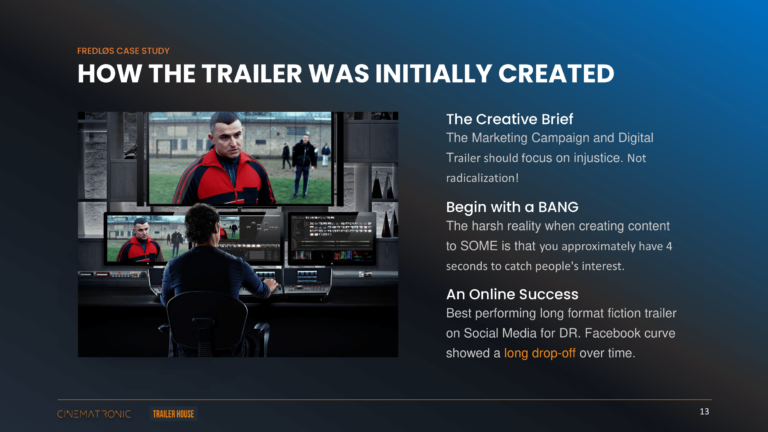 FREDLØS CASE STUDY
HOW THE TRAILER WAS INITIALLY CREATED
The Creative Brief
The Marketing Campaign and Digital
Trailer should focus on injustice. Not
radicalization!
Begin with a BANG
The harsh reality when creating content
to SOME is that you approximately have 4
seconds to catch people's interest.
An Online Success
Best performing long format fiction trailer
on Social Media for DR. Facebook curve
showed a long drop-off over time.
CINEMATRONIC
TRAILER HOUSE
13